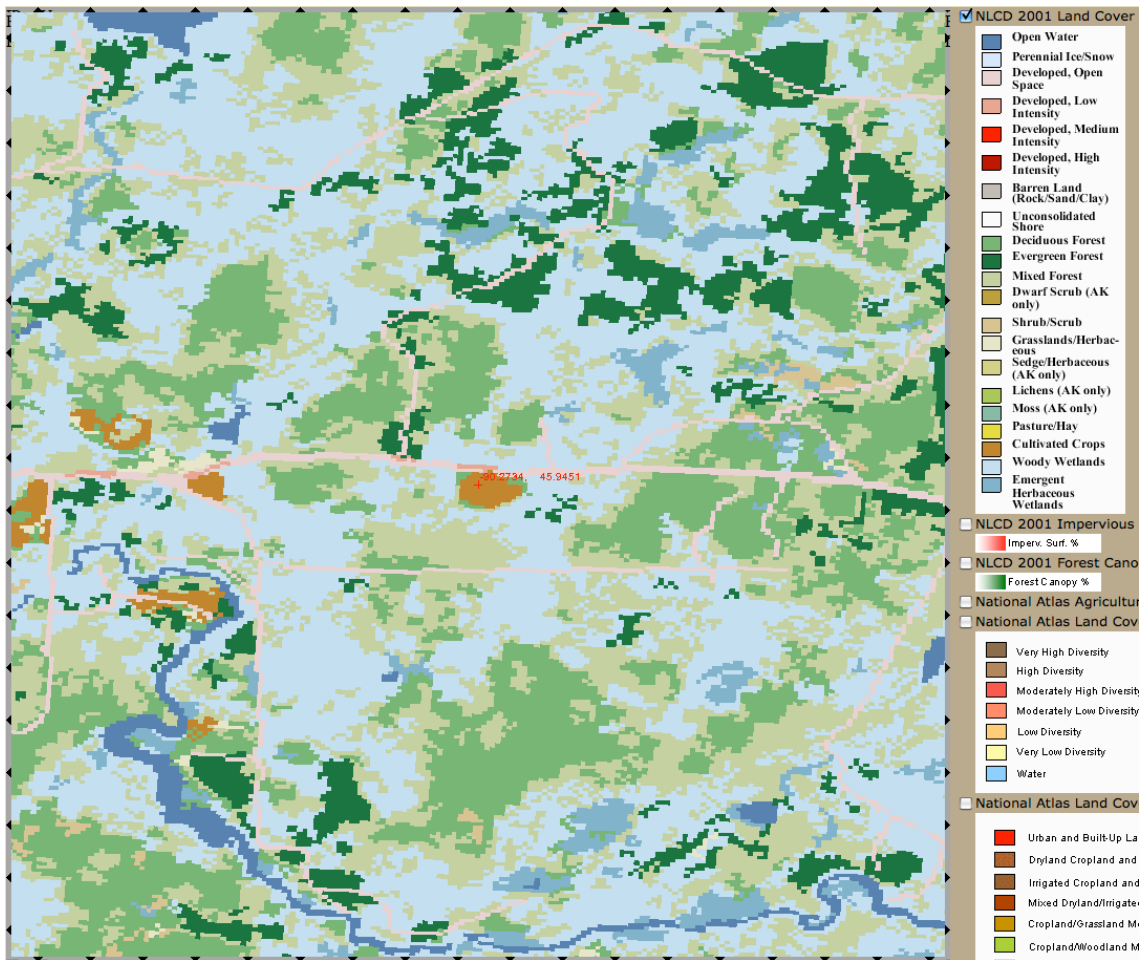 -90.2734, 45.9451
NLCD 2001 Land Cover
Open Water
Perennial Ice/Snow
Developed, Open
Space
Developed, Low
Intensity
Developed, Medium
Intensity
Developed, High
Intensity
Barren Land
(Rock/Sand/Clay)
Unconsolidated
Shore
Deciduous Forest
Evergreen Forest
Mixed Forest
Dwarf Scrub (AK
only)
Shrub/Scrub
Grasslands/Herbac-
eous
Sedge/Herbaceous
(AK only)
Lichens (AK only)
Moss (AK only)
Pasture/Hay
Cultivated Crops
Woody Wetlands
Emergent
Herbaceous
Wetlands
NLCD 2001 Impervious
Imperv. Surf. %
NLCD 2001 Forest Cano
Forest Canopy %
National Atlas Agricultur
National Atlas Land Cov
Very High Diversity
High Diversity
Moderately High Diversity
Moderately Low Diversity
Low Diversity
Very Low Diversity
Water
National Atlas Land Cov
Urban and Built-Up La
Dryland Cropland and
Irrigated Cropland and
Mixed Dryland/Irrigate
Cropland/Grassland M
Cropland/Woodland M